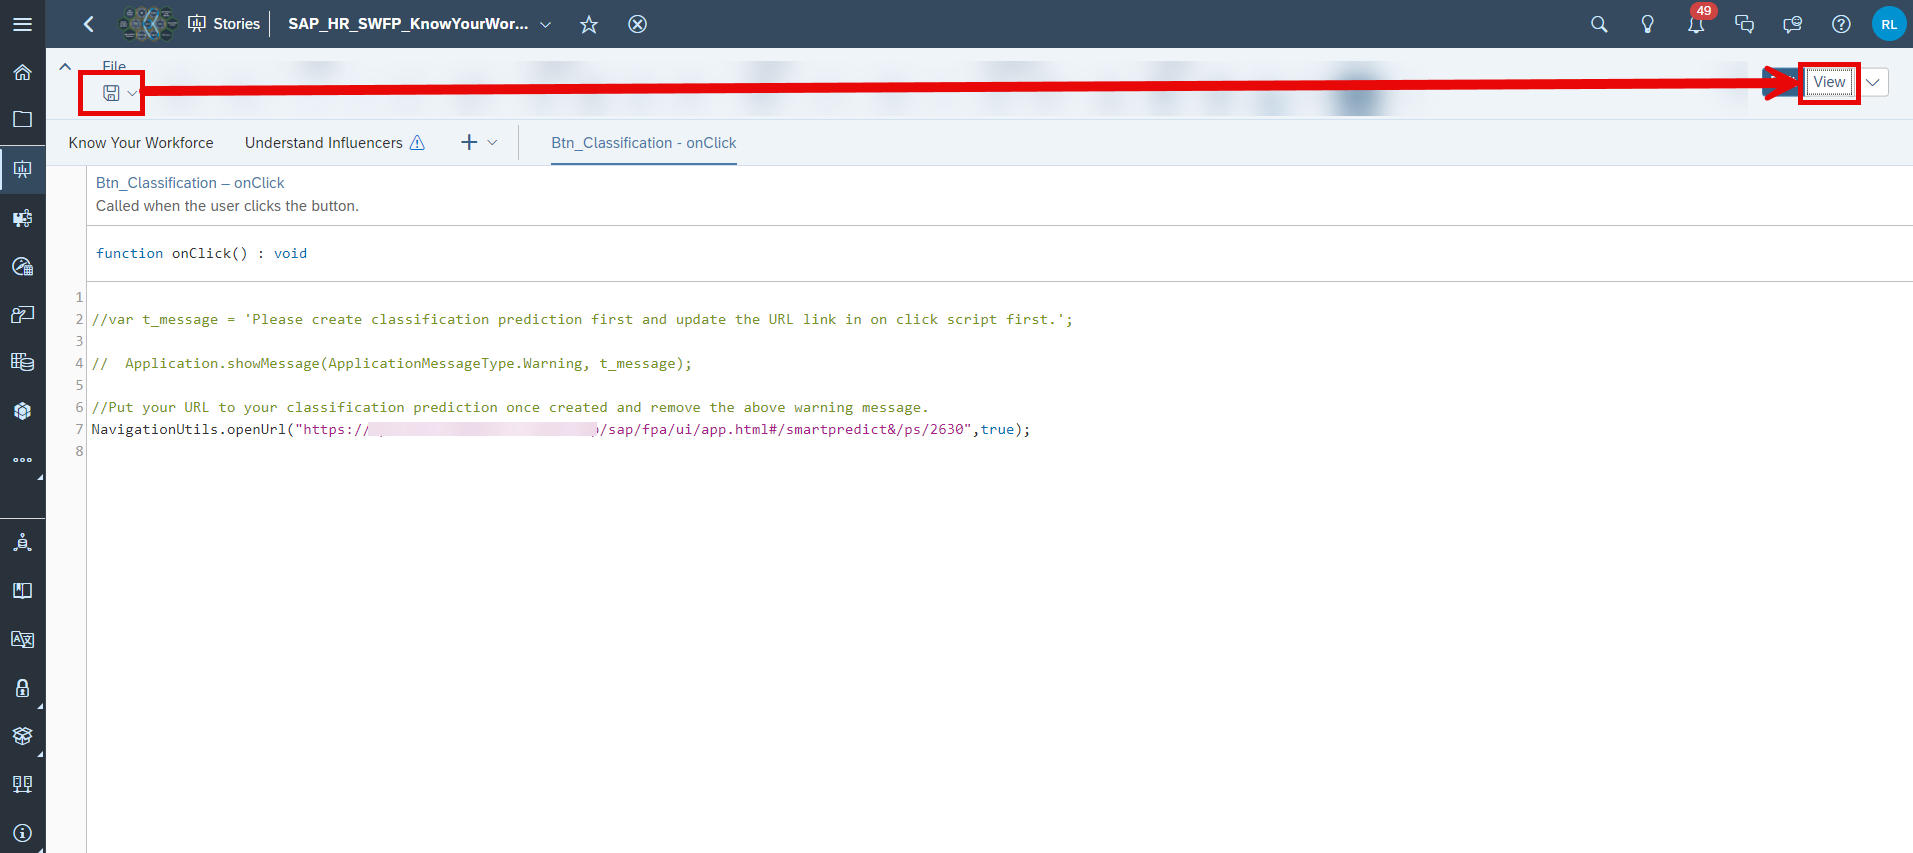 Stories
SAP_HR_SWFP_KnowYourWor...
49
RL
File
View
Know Your Workforce
Understand Influencers
Btn_Classification - onClick
Btn_Classification – onClick
Called when the user clicks the button.
function onClick() : void
1
2 //var t_message = 'Please create classification prediction first and update the URL link in on click script first.';
3
4 //  Application.showMessage(ApplicationMessageType.Warning, t_message);
5
6 //Put your URL to your classification prediction once created and remove the above warning message.
7 NavigationUtils.openUrl("https:///sap/fpa/ui/app.html#/smartpredict&/ps/2630",true);
8